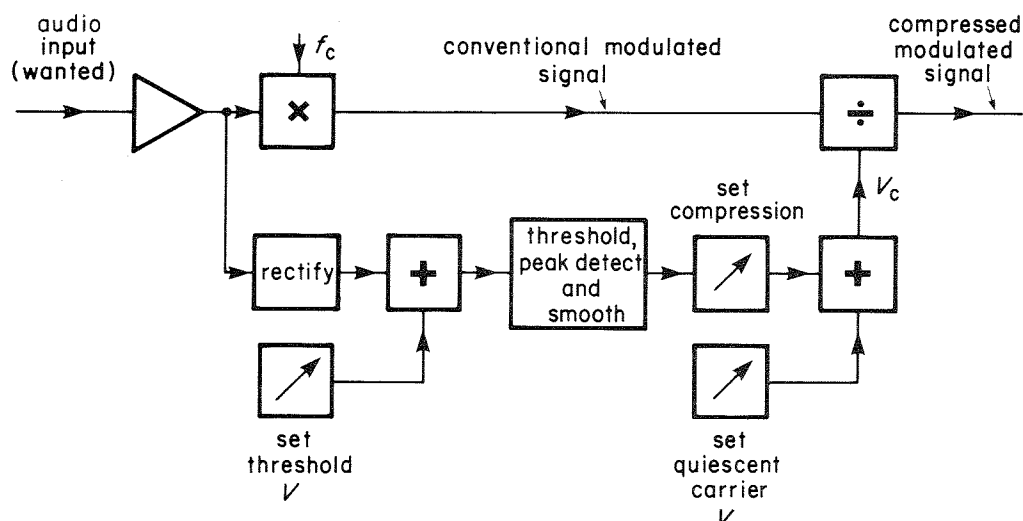 audio
input
(wanted)
f_c
conventional modulated
signal
compressed
modulated
signal
×
÷
V_c
set
compression
rectify
+
threshold,
peak detect
and
smooth
+
set
threshold
V
set
quiescent
carrier
V